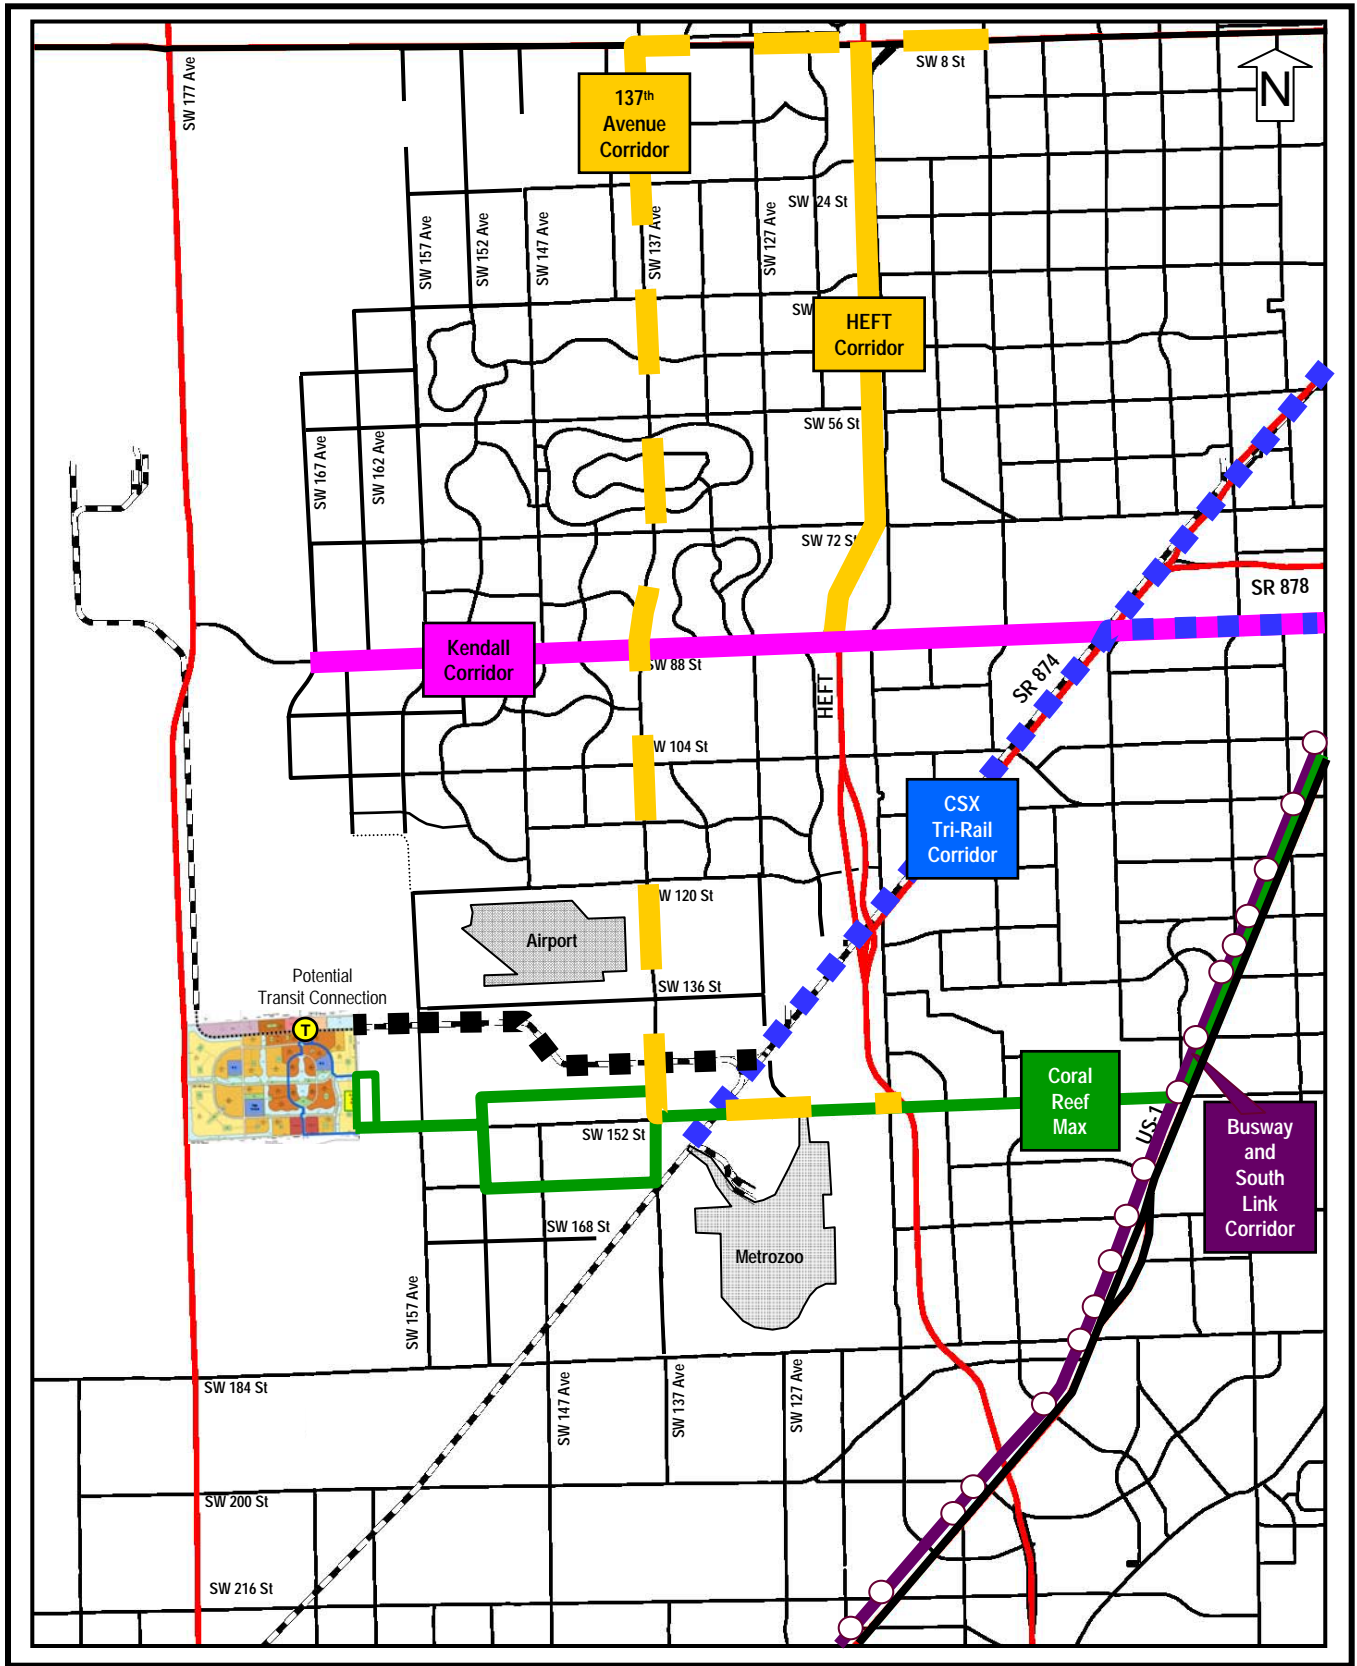 SW 8 St
N
SW 177 Ave
137th
Avenue
Corridor
SW 24 St
SW 157 Ave
SW 152 Ave
SW 147 Ave
SW 137 Ave
SW 127 Ave
SW
HEFT
Corridor
SW 56 St
SW 167 Ave
SW 162 Ave
SW 72 St
SR 878
Kendall
Corridor
SW 88 St
SR 874
HEFT
W 104 St
CSX
Tri-Rail
Corridor
W 120 St
Airport
SW 136 St
Potential
Transit Connection
T
Coral
Reef
Max
US-1
SW 152 St
Busway
and
South
Link
Corridor
SW 168 St
Metrozoo
SW 157 Ave
SW 184 St
SW 147 Ave
SW 137 Ave
SW 127 Ave
SW 200 St
SW 216 St